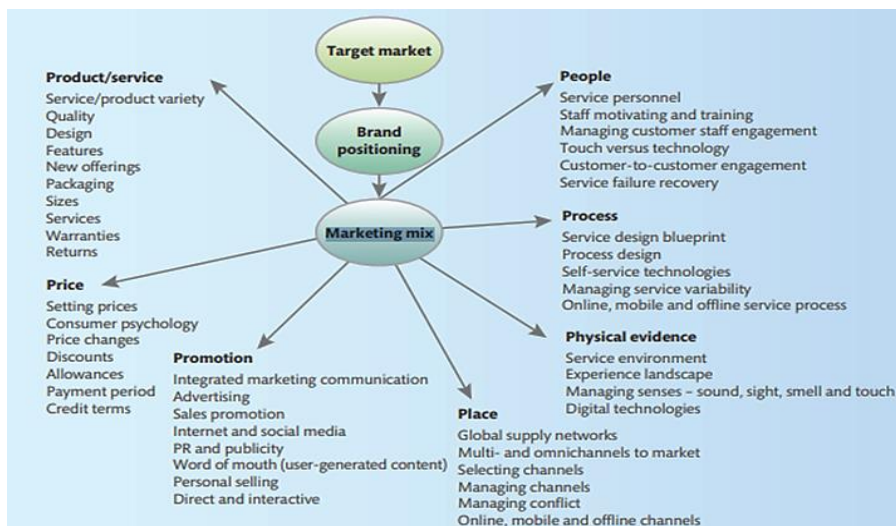 Target market
Brand
positioning
Marketing mix
Product/service
Service/product variety
Quality
Design
Features
New offerings
Packaging
Sizes
Services
Warranties
Returns
Price
Setting prices
Consumer psychology
Price changes
Discounts
Allowances
Payment period
Credit terms
Promotion
Integrated marketing communication
Advertising
Sales promotion
Internet and social media
PR and publicity
Word of mouth (user-generated content)
Personal selling
Direct and interactive
Place
Global supply networks
Multi- and omnichannels to market
Selecting channels
Managing channels
Managing conflict
Online, mobile and offline channels
Physical evidence
Service environment
Experience landscape
Managing senses – sound, sight, smell and touch
Digital technologies
Process
Service design blueprint
Process design
Self-service technologies
Managing service variability
Online, mobile and offline service process
People
Service personnel
Staff motivating and training
Managing customer staff engagement
Touch versus technology
Customer-to-customer engagement
Service failure recovery